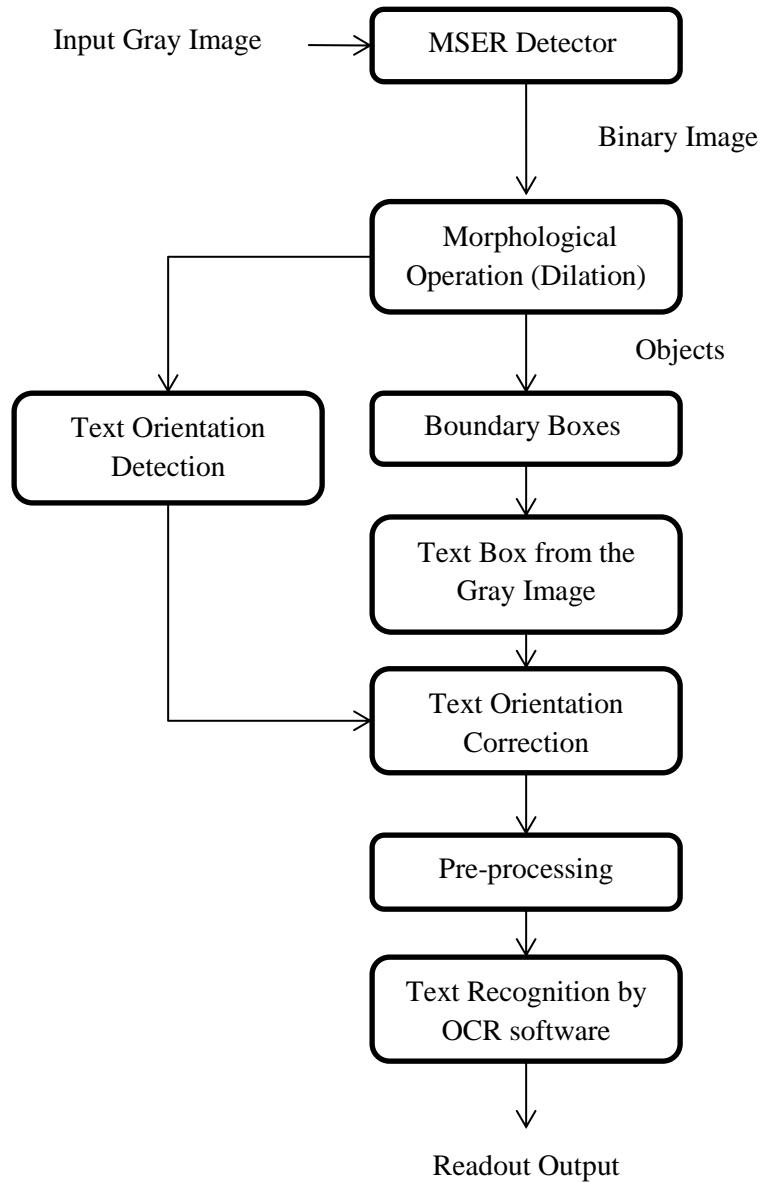 Input Gray Image
MSER Detector
Binary Image
Morphological
Operation (Dilation)
Objects
Text Orientation
Detection
Boundary Boxes
Text Box from the
Gray Image
Text Orientation
Correction
Pre-processing
Text Recognition by
OCR software
Readout Output